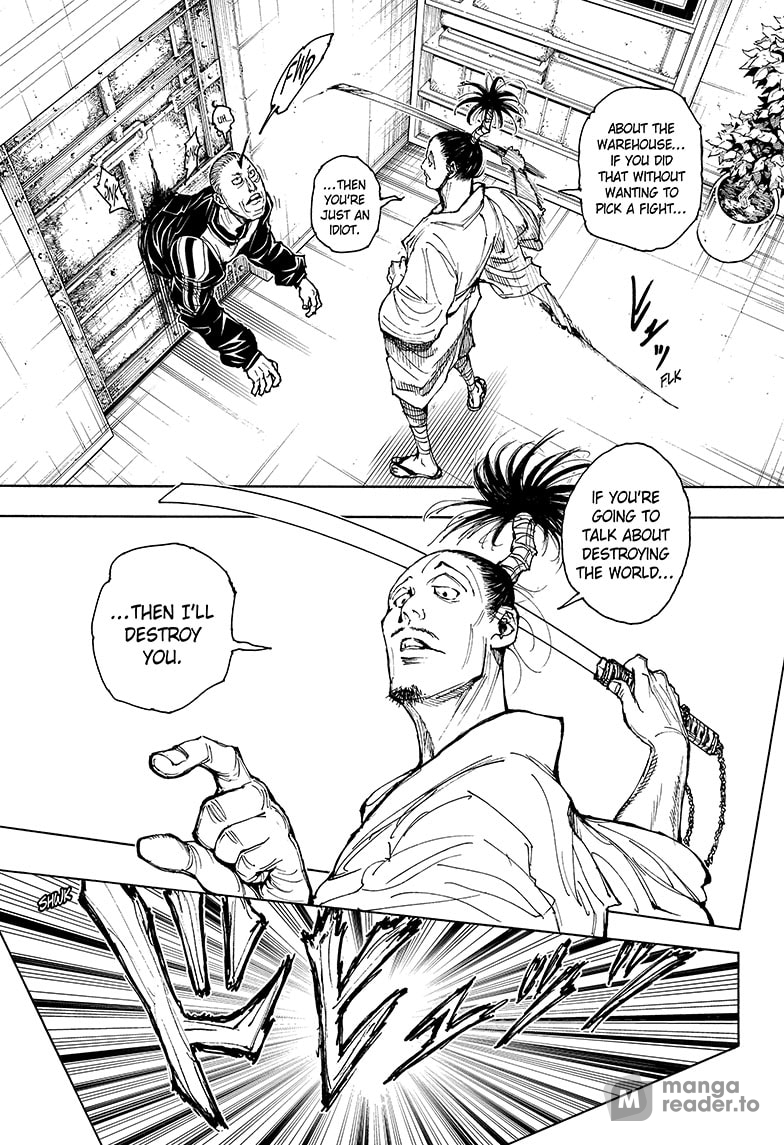 ABOUT THE
WAREHOUSE...
IF YOU DID
THAT WITHOUT
WANTING TO
PICK A FIGHT...
FWP
UH...
...THEN
YOU'RE
JUST AN
IDIOT.
FLK
IF YOU'RE
GOING TO
TALK ABOUT
DESTROYING
THE WORLD...
...THEN I'LL
DESTROY
YOU.
SHWK
M manga
reader.to